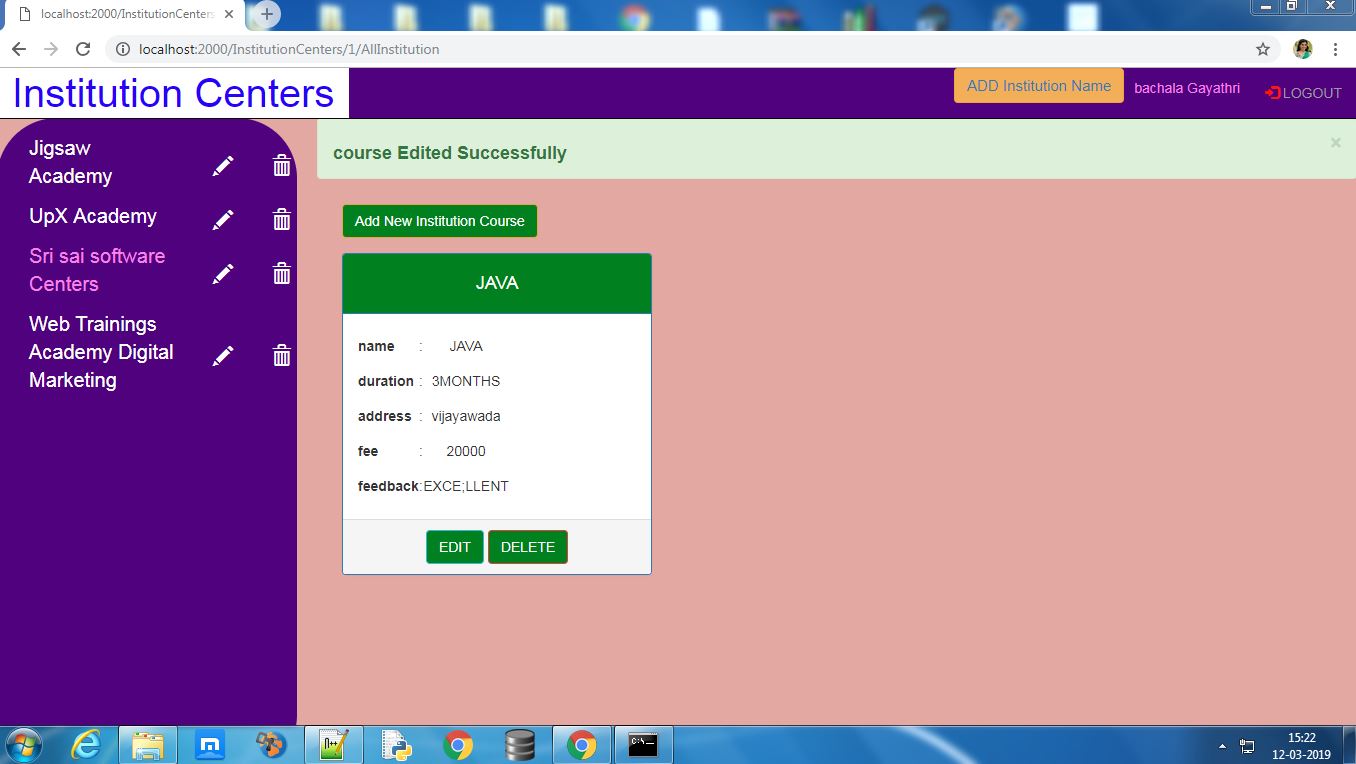 localhost:2000/InstitutionCenters
localhost:2000/InstitutionCenters/1/AllInstitution
Institution Centers
ADD Institution Name
bachala Gayathri
LOGOUT
Jigsaw
Academy
UpX Academy
Sri sai software
Centers
Web Trainings
Academy Digital
Marketing
course Edited Successfully
×
Add New Institution Course
JAVA
name : JAVA
duration : 3MONTHS
address : vijayawada
fee : 20000
feedback:EXCE;LLENT
EDIT
DELETE
15:22
12-03-2019